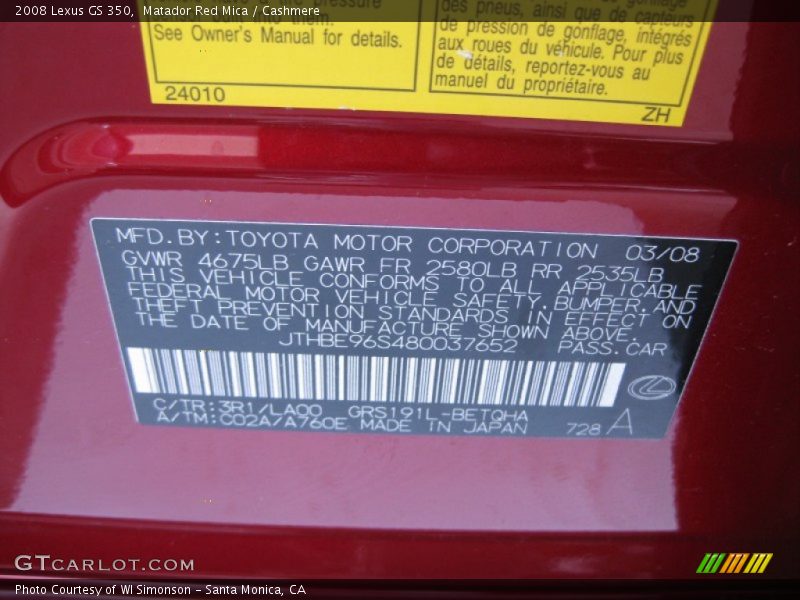 2008 Lexus GS 350, Matador Red Mica / Cashmere
pressure
See Owner's Manual for details.
24010
des pneus, ainsi que de capteurs
de pression de gonflage, intégrés
aux roues du véhicule. Pour plus
de détails, reportez-vous au
manuel du propriétaire.
ZH
MFD. BY: TOYOTA MOTOR CORPORATION 03/08
GVWR 4675LB GAWR FR 2580LB RR 2535LB
THIS VEHICLE CONFORMS TO ALL APPLICABLE
FEDERAL MOTOR VEHICLE SAFETY, BUMPER, AND
THEFT PREVENTION STANDARDS IN EFFECT ON
THE DATE OF MANUFACTURE SHOWN ABOVE.
JTHBE96S480037652 PASS. CAR
C/TR: 3R1/LA00 GRS191L-BETQHA
A/TM: C02A/A760E MADE IN JAPAN 728 A
GTCARLOT.COM
Photo Courtesy of WI Simonson – Santa Monica, CA